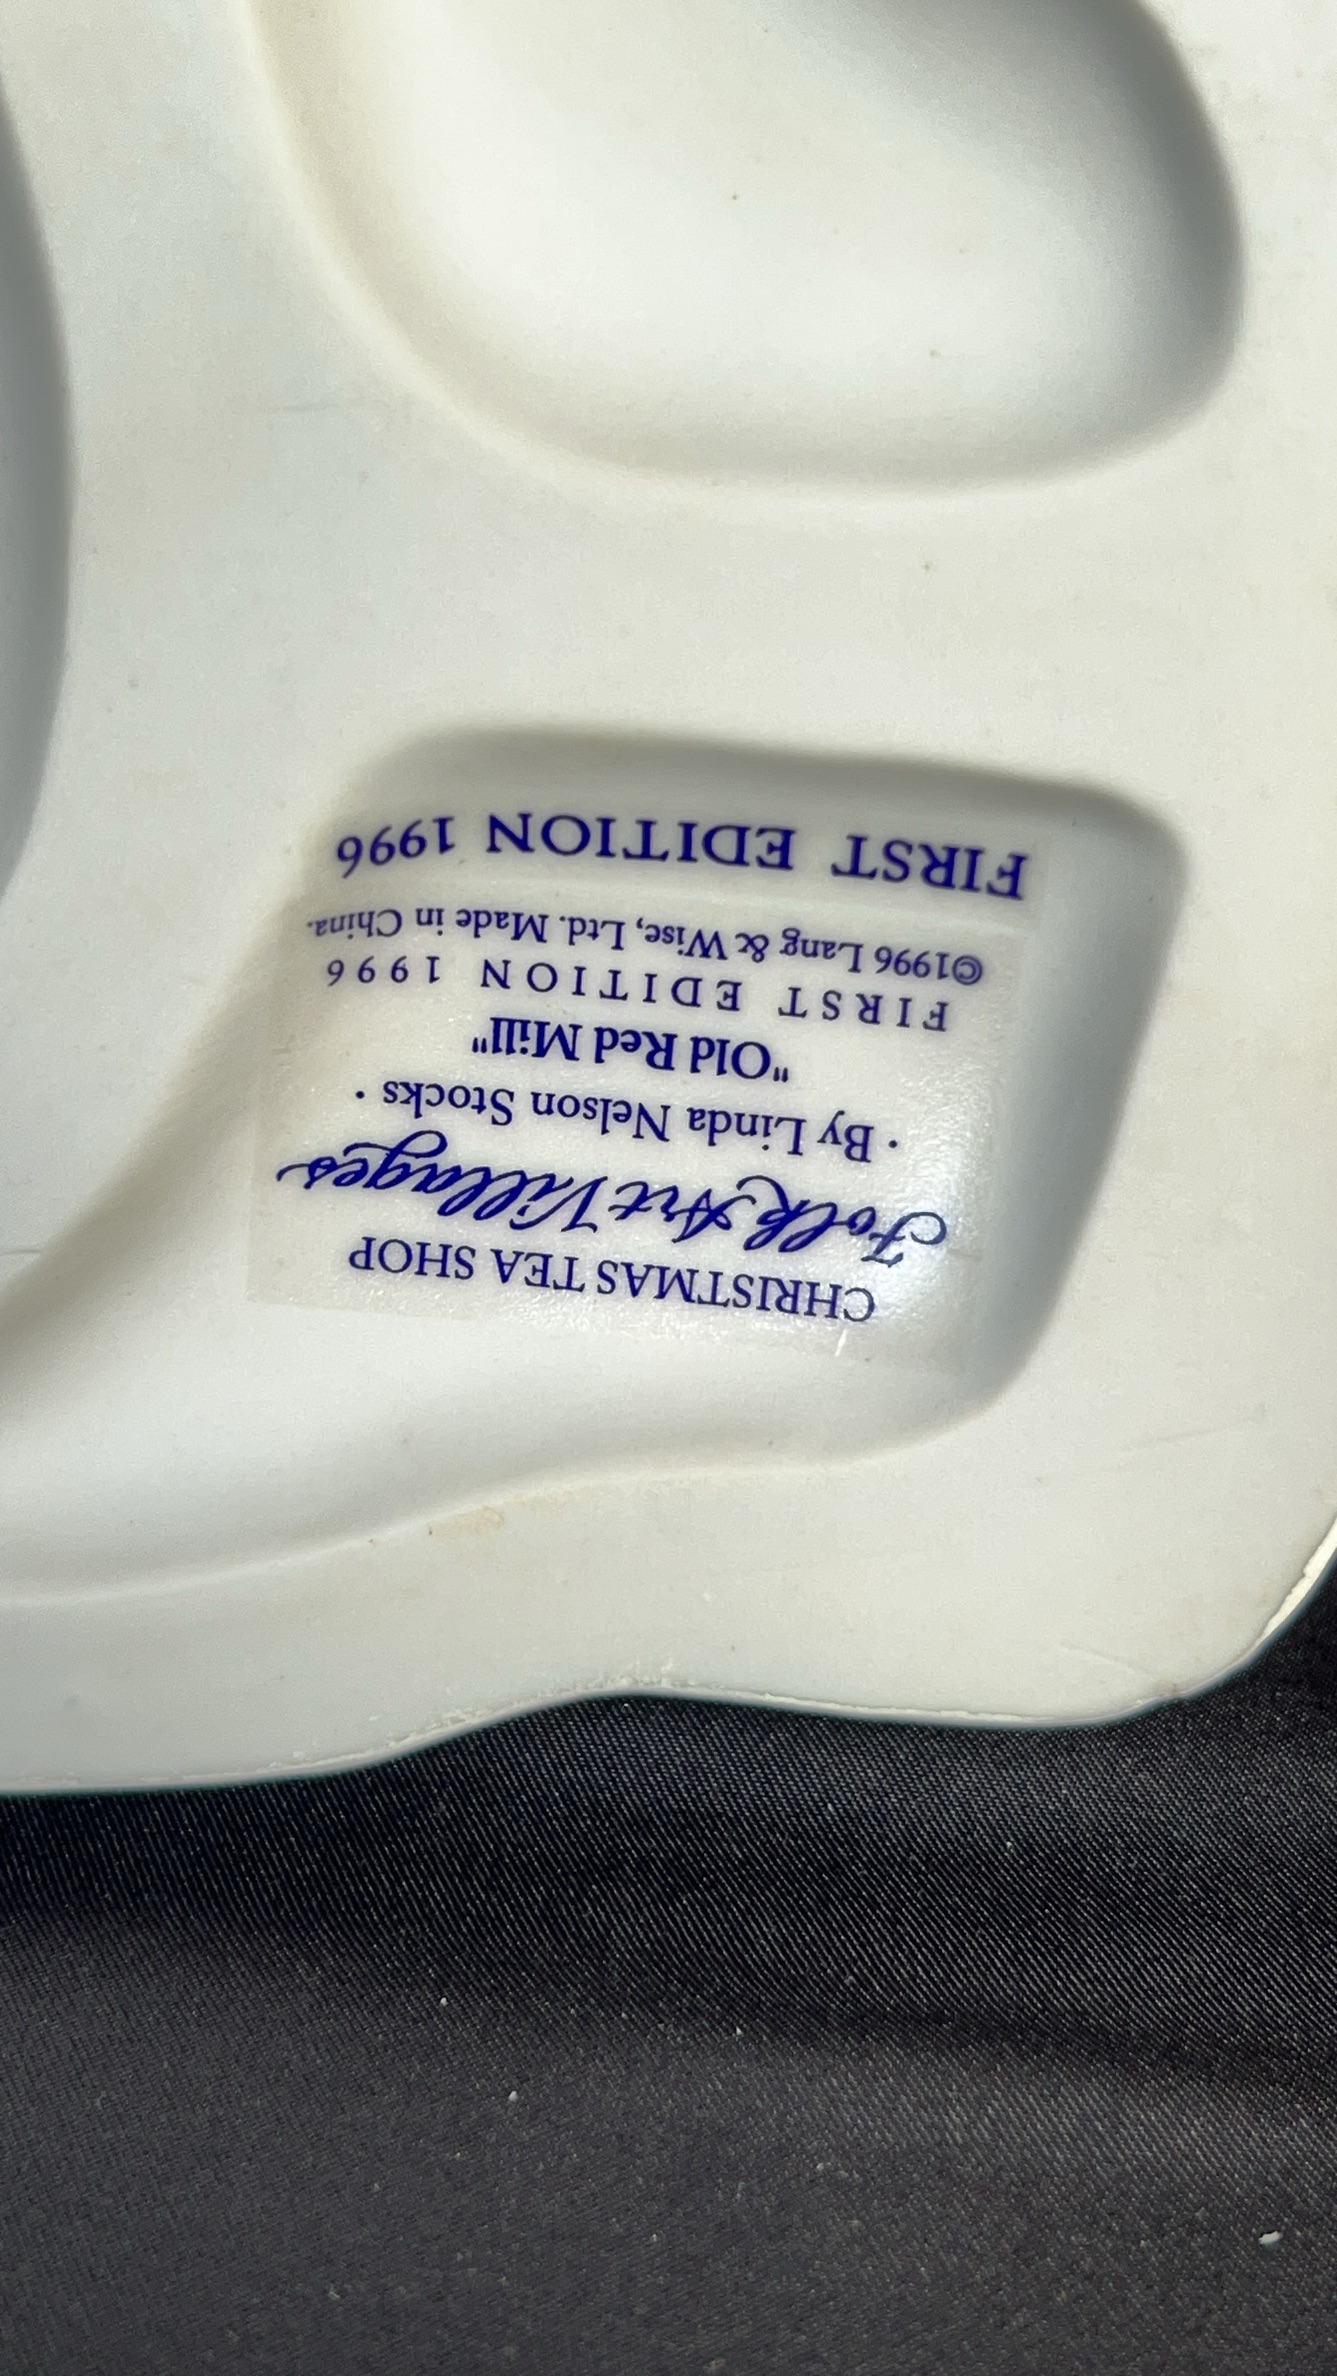 CHRISTMAS TEA SHOP
Folk Art Villages
· By Linda Nelson Stocks ·
"Old Red Mill"
FIRST EDITION 1996
©1996 Lang & Wise, Ltd. Made in China.
FIRST EDITION 1996